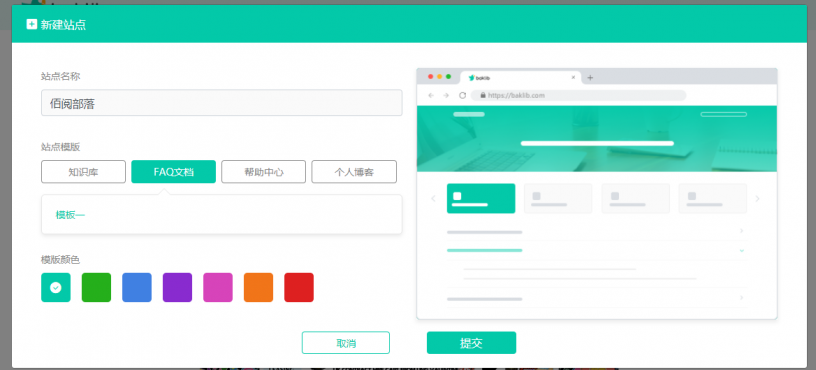 新建站点
站点名称
佰阅部落
站点模版
知识库
FAQ文档
帮助中心
个人博客
模板一
模版颜色
取消
提交
baklib
https://baklib.com